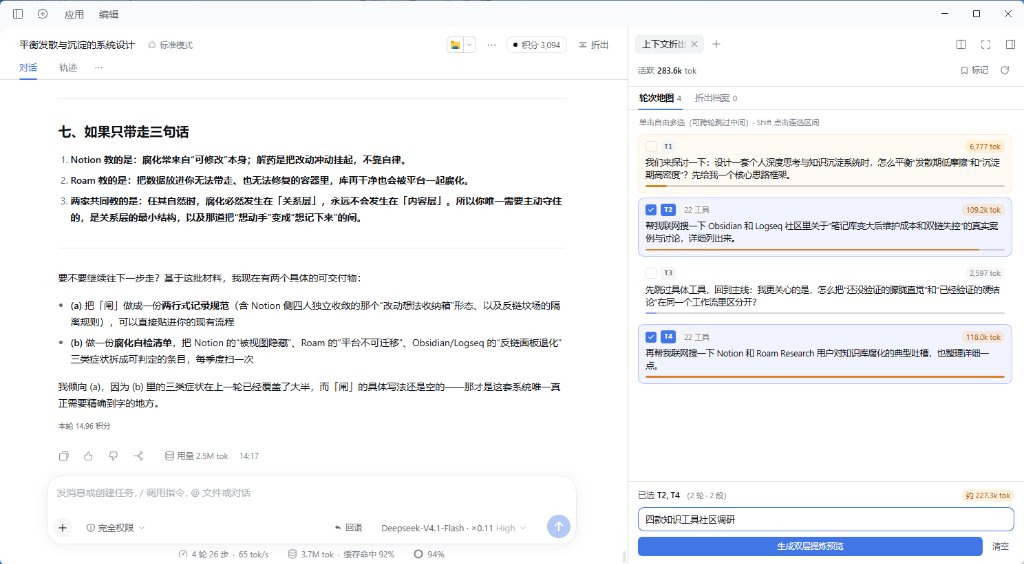 应用 编辑
平衡发散与沉淀的系统设计 标准模式
积分 3,094
折出
对话 轨迹
七、如果只带走三句话
1. Notion 教的是：腐化常来自"可修改"本身；解药是把改动冲动挂起，不靠自律。
2. Roam 教的是：把数据放进你无法带走、也无法修复的容器里，库再干净也会被平台一起腐化。
3. 两家共同教的是：任其自然时，腐化必然发生在「关系层」，永远不会发生在「内容层」。所以你唯一需要主动守住
的，是关系层的最小结构，以及那道把"想动手"变成"想记下来"的闸。
要不要继续往下一步走？基于这批材料，我现在有两个具体的可交付物：
(a) 把「闸」做成一份两行式记录规范（含 Notion 侧四人独立收敛的那个"改动想法收纳箱"形态、以及反链坟场的隔
离规则），可以直接贴进你的现有流程
(b) 做一份腐化自检清单，把 Notion 的"被视图隐藏"、Roam 的"平台不可迁移"、Obsidian/Logseq 的"反链面板退化"
三类症状拆成可判定的条目，每季度扫一次
我倾向 (a)，因为 (b) 里的三类症状在上一轮已经覆盖了大半，而「闸」的具体写法还是空的——那才是这套系统唯一真
正需要精确到字的地方。
本轮 14.96 积分
用量 2.5M tok 14:17
发消息或创建任务, / 调用指令, @ 文件或对话
完全权限
回退
Deepseek-V4.1-Flash · ×0.11 High
4 轮 26 步 · 65 tok/s 3.7M tok · 缓存命中 92% 94%
上下文折出
活跃 283.6k tok
标记
轮次地图 4 折出档案 0
单击自由多选（可跨轮跳过中间）· Shift 点击连选区间
T1 6,777 tok
我们来探讨一下：设计一套个人深度思考与知识沉淀系统时，怎么平衡"发散期低摩擦"和"沉淀
期高密度"？先给我一个核心思路框架。
T2 22 工具 109.2k tok
帮我联网搜一下 Obsidian 和 Logseq 社区里关于"笔记库变大后维护成本和双链失控"的真实案
例与讨论，详细列出来。
T3 2,597 tok
先跳过具体工具，回到主线：我更关心的是，怎么把"还没验证的朦胧直觉"和"已经验证的硬结
论"在同一个工作流里区分开？
T4 22 工具 118.0k tok
再帮我联网搜一下 Notion 和 Roam Research 用户对知识库腐化的典型吐槽，也整理详细一
点。
已选 T2, T4 （2 轮 · 2 段） 约 227.3k tok
四款知识工具社区调研
生成双层提炼预览 清空